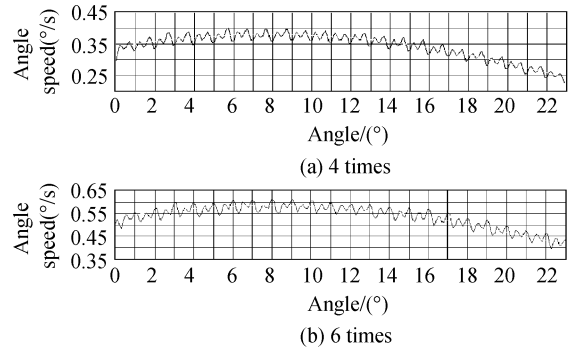 0.45
0.35
0.25
Angle
speed(°/s)
0 2 4 6 8 10 12 14 16 18 20 22
Angle/(°)
(a) 4 times
0.65
0.55
0.45
0.35
Angle
speed(°/s)
0 2 4 6 8 10 12 14 16 18 20 22
Angle/(°)
(b) 6 times